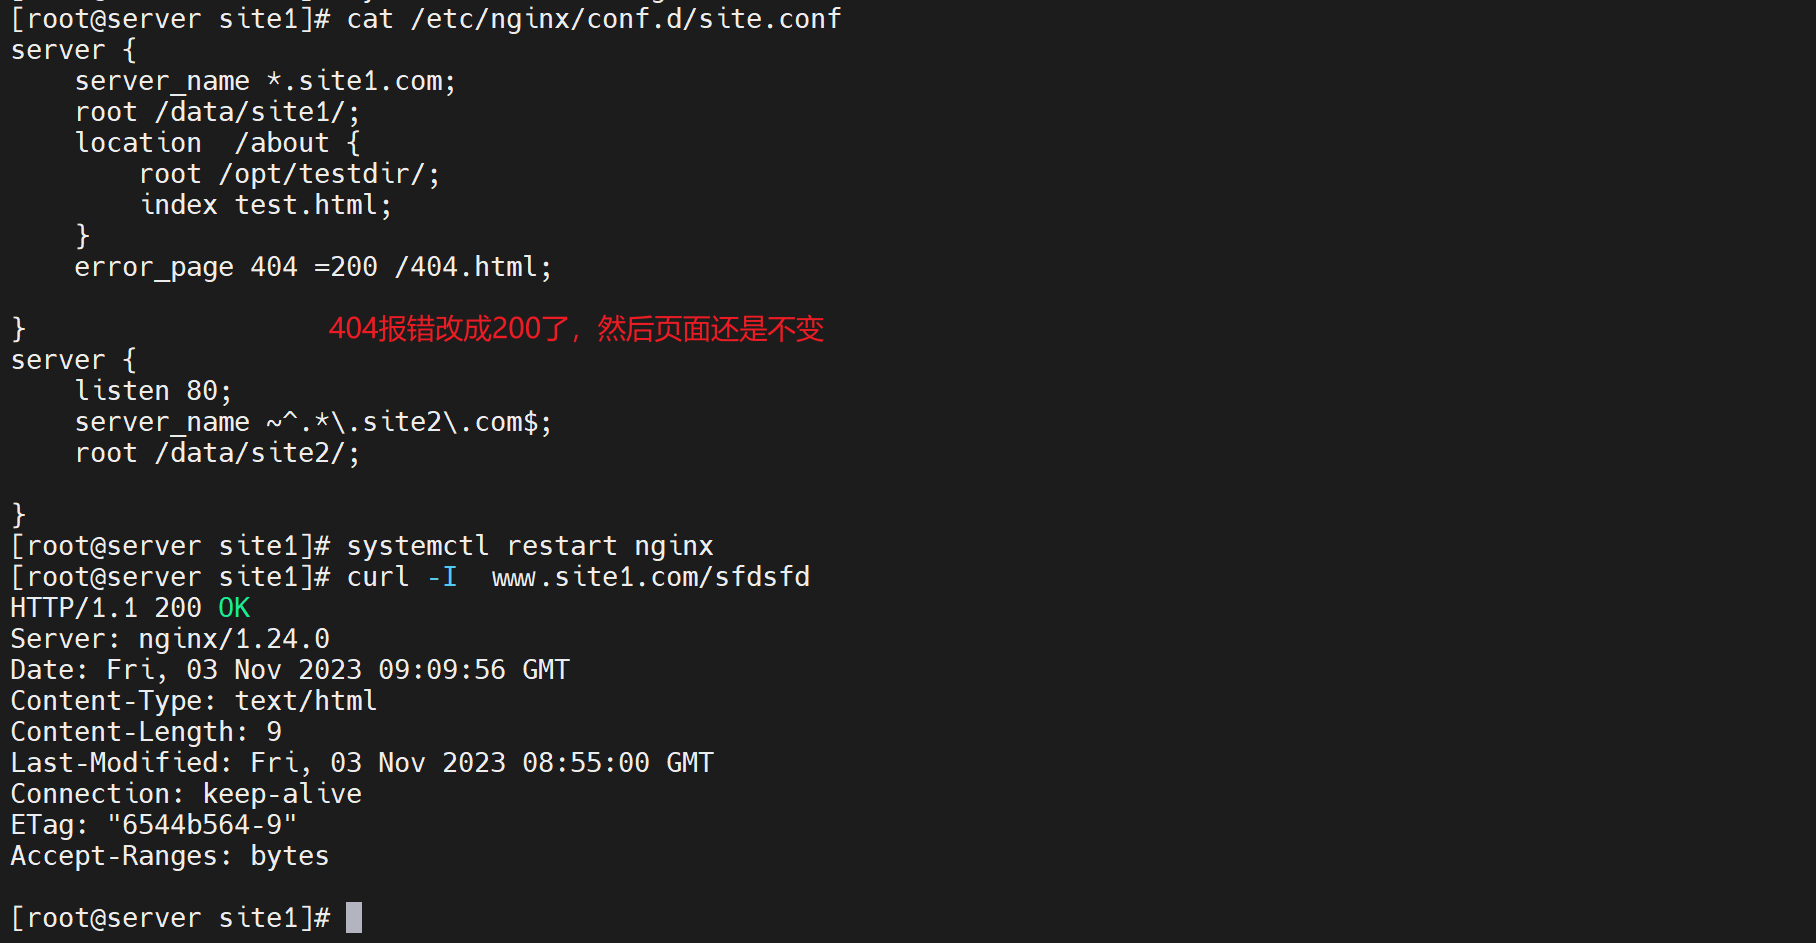 [root@server site1]# cat /etc/nginx/conf.d/site.conf
server {
    server_name *.site1.com;
    root /data/site1/;
    location  /about {
        root /opt/testdir/;
        index test.html;
    }
    error_page 404 =200 /404.html;
}
404报错改成200了，然后页面还是不变
server {
    listen 80;
    server_name ~^.*\.site2\.com$;
    root /data/site2/;
}
[root@server site1]# systemctl restart nginx
[root@server site1]# curl -I  www.site1.com/sfdsfd
HTTP/1.1 200 OK
Server: nginx/1.24.0
Date: Fri, 03 Nov 2023 09:09:56 GMT
Content-Type: text/html
Content-Length: 9
Last-Modified: Fri, 03 Nov 2023 08:55:00 GMT
Connection: keep-alive
ETag: "6544b564-9"
Accept-Ranges: bytes
[root@server site1]#